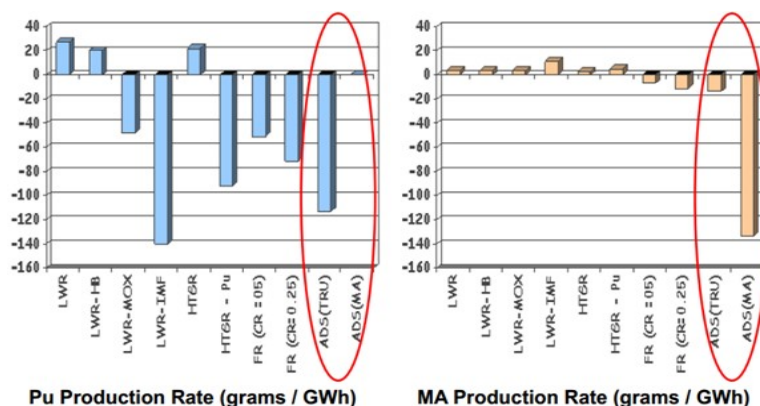 40
20
0
-20
-40
-60
-80
-100
-120
-140
-160
LWR
LWR-HB
LWR-MOX
LWR-IMF
HTGR
HTGR - Pu
FR (CR =05)
FR (CR=0.25)
ADS(TRU)
ADS(MA)
Pu Production Rate (grams / GWh)
40
20
0
-20
-40
-60
-80
-100
-120
-140
-160
LWR
LWR-HB
LWR-MOX
LWR-IMF
HTGR
HTGR - Pu
FR (CR =05)
FR (CR=0.25)
ADS(TRU)
ADS(MA)
MA Production Rate (grams / GWh)